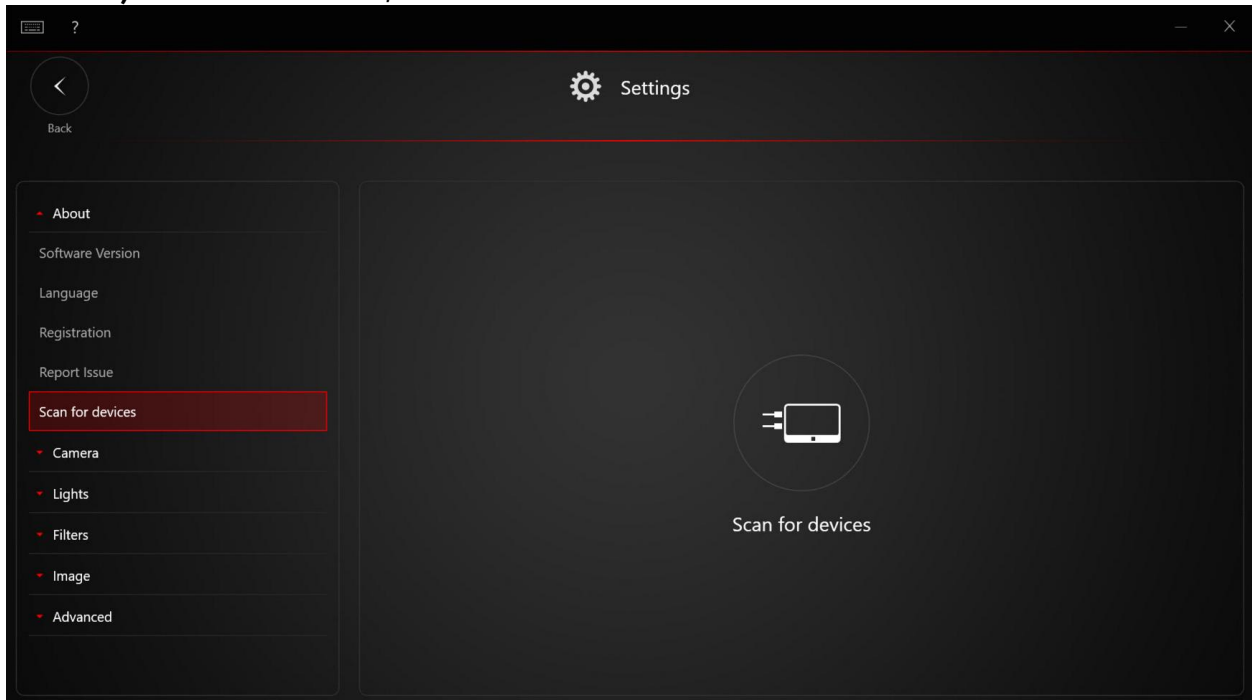 ?
Settings
Back
About
Software Version
Language
Registration
Report Issue
Scan for devices
Camera
Lights
Filters
Image
Advanced
Scan for devices